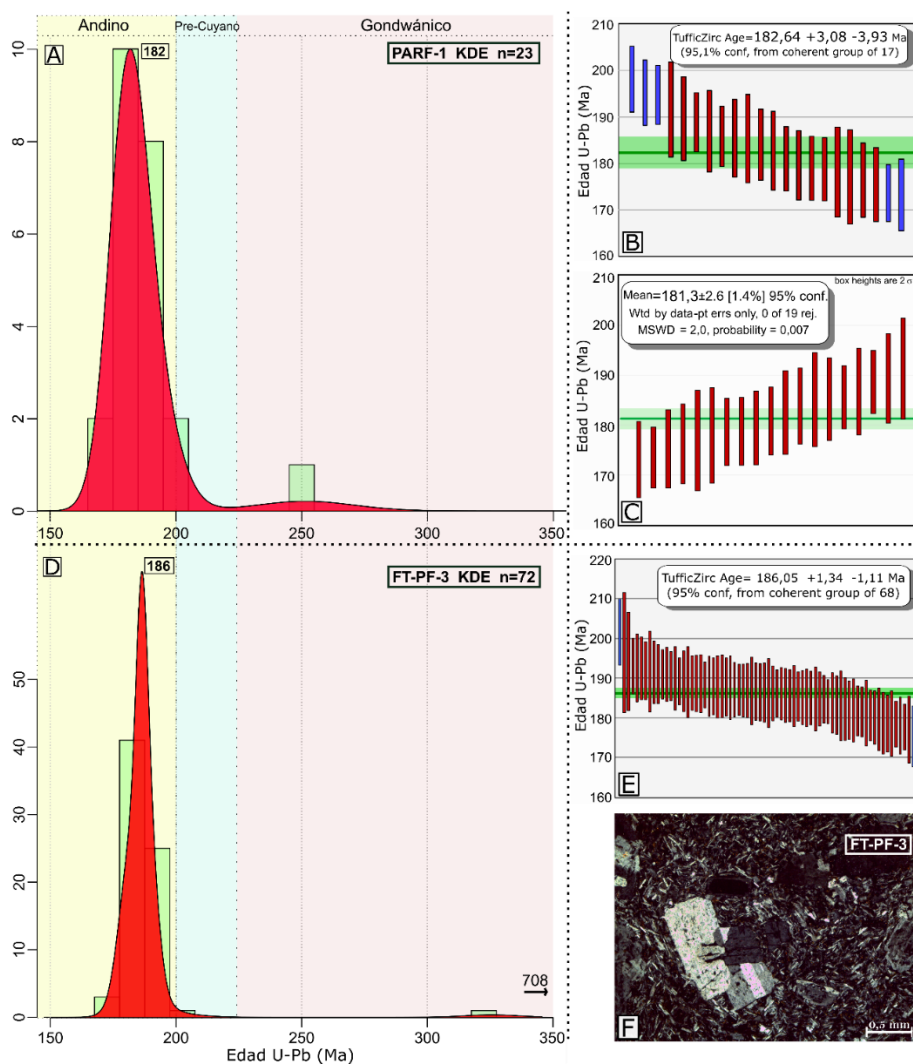 Andino
Pre-Cuyano
Gondwánico
A
182
PARF-1 KDE n=23
10
8
6
4
2
0
150
200
250
300
350
TufficZirc Age=182,64 +3,08 -3,93 Ma
(95,1% conf, from coherent group of 17)
210
200
190
180
170
160
Edad U-Pb (Ma)
B
box heights are 2 σ
Mean=181,3±2.6 [1.4%] 95% conf.
Wtd by data-pt errs only, 0 of 19 rej.
MSWD = 2,0, probability = 0,007
210
200
190
180
170
160
Edad U-Pb (Ma)
C
D
186
FT-PF-3 KDE n=72
50
40
30
20
10
0
708
150
200
250
300
350
Edad U-Pb (Ma)
TufficZirc Age= 186,05 +1,34 -1,11 Ma
(95% conf, from coherent group of 68)
220
210
200
190
180
170
160
Edad U-Pb (Ma)
E
FT-PF-3
F
0,5 mm